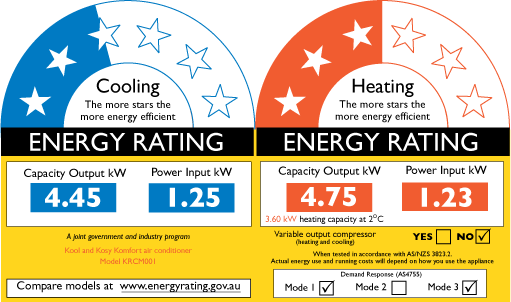 Cooling
The more stars the
more energy efficient
ENERGY RATING
Capacity Output kW
Power Input kW
4.45
1.25
A joint government and industry program
Kool and Kosy Komfort air conditioner
Model KRCM001
Compare models at www.energyrating.gov.au
Heating
The more stars the
more energy efficient
ENERGY RATING
Capacity Output kW
Power Input kW
4.75
1.23
3.60 kW heating capacity at 2°C
Variable output compressor
(heating and cooling)
YES NO
When tested in accordance with AS/NZS 3823.2.
Actual energy use and running costs will depend on how you use the appliance
Demand Response (AS4755)
Mode 1 Mode 2 Mode 3